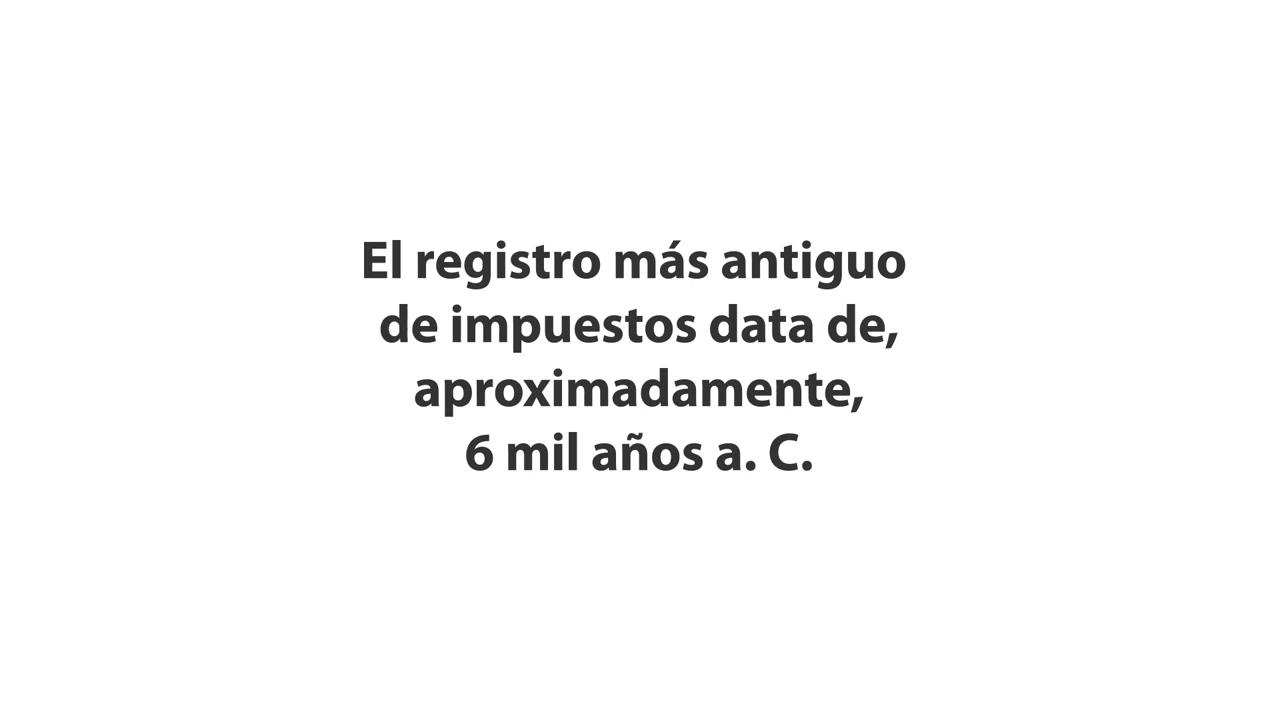 El registro más antiguo
de impuestos data de,
aproximadamente,
6 mil años a. C.